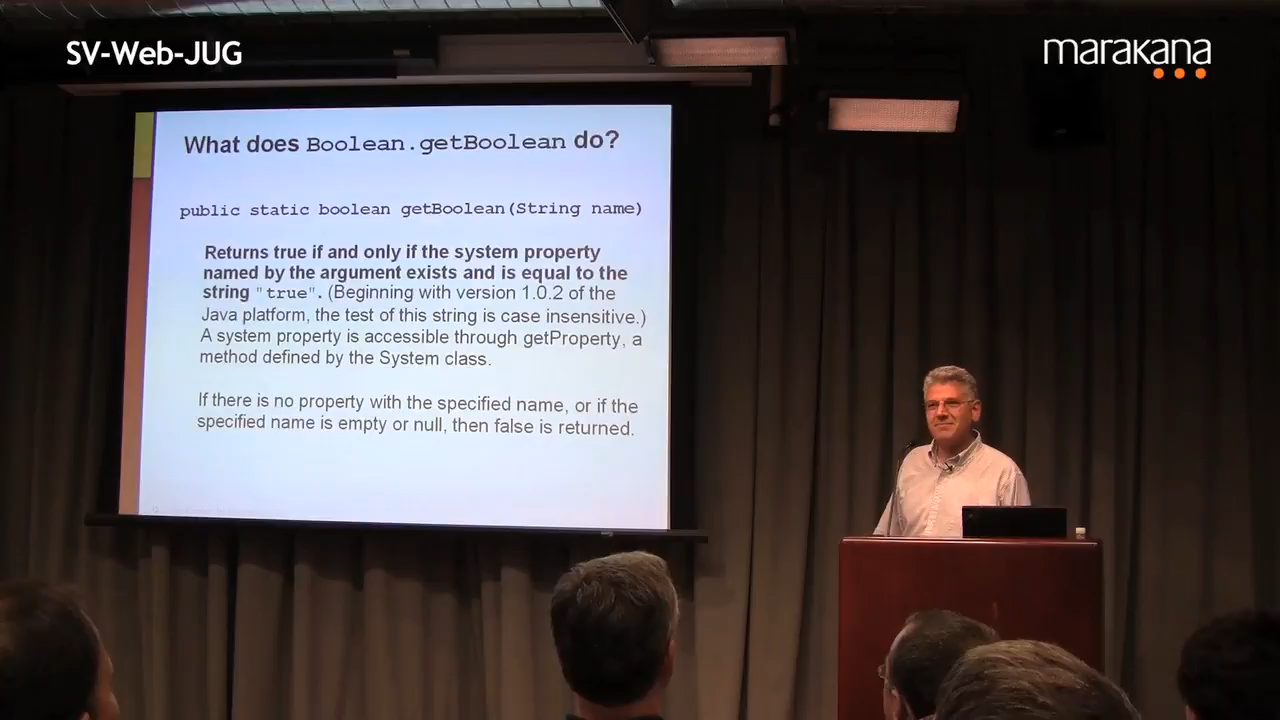 SV-Web-JUG
marakana
What does Boolean.getBoolean do?
public static boolean getBoolean(String name)
Returns true if and only if the system property
named by the argument exists and is equal to the
string "true". (Beginning with version 1.0.2 of the
Java platform, the test of this string is case insensitive.)
A system property is accessible through getProperty, a
method defined by the System class.
If there is no property with the specified name, or if the
specified name is empty or null, then false is returned.